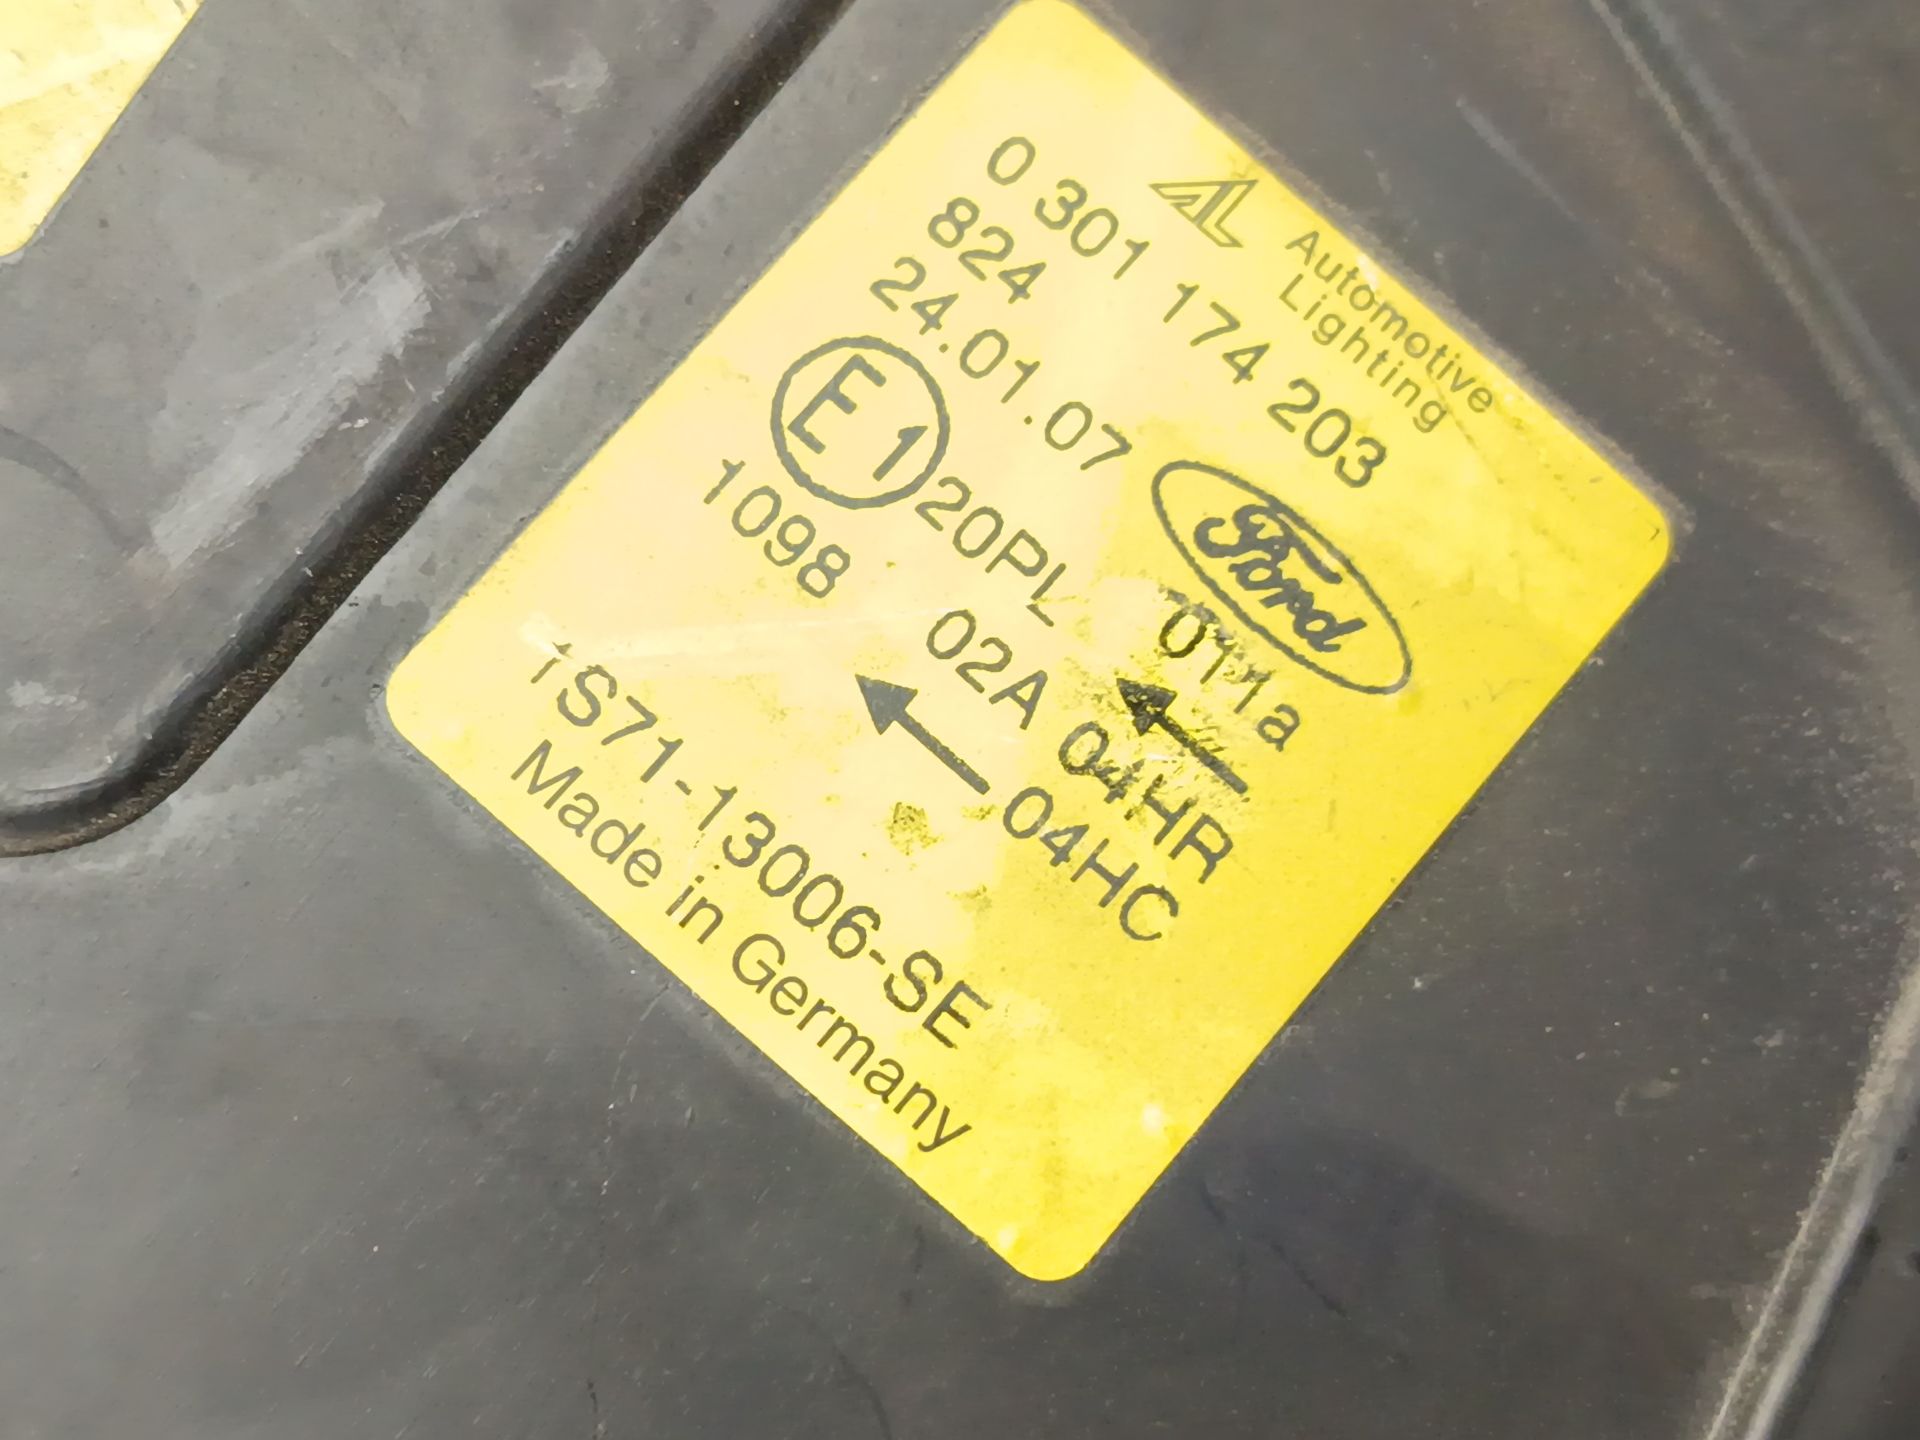 AL Automotive
Lighting
0 301 174 203
824
24.01.07
Ford
E1 20PL 011a
1098 02A 04HR
04HC
1S71-13006-SE
Made in Germany